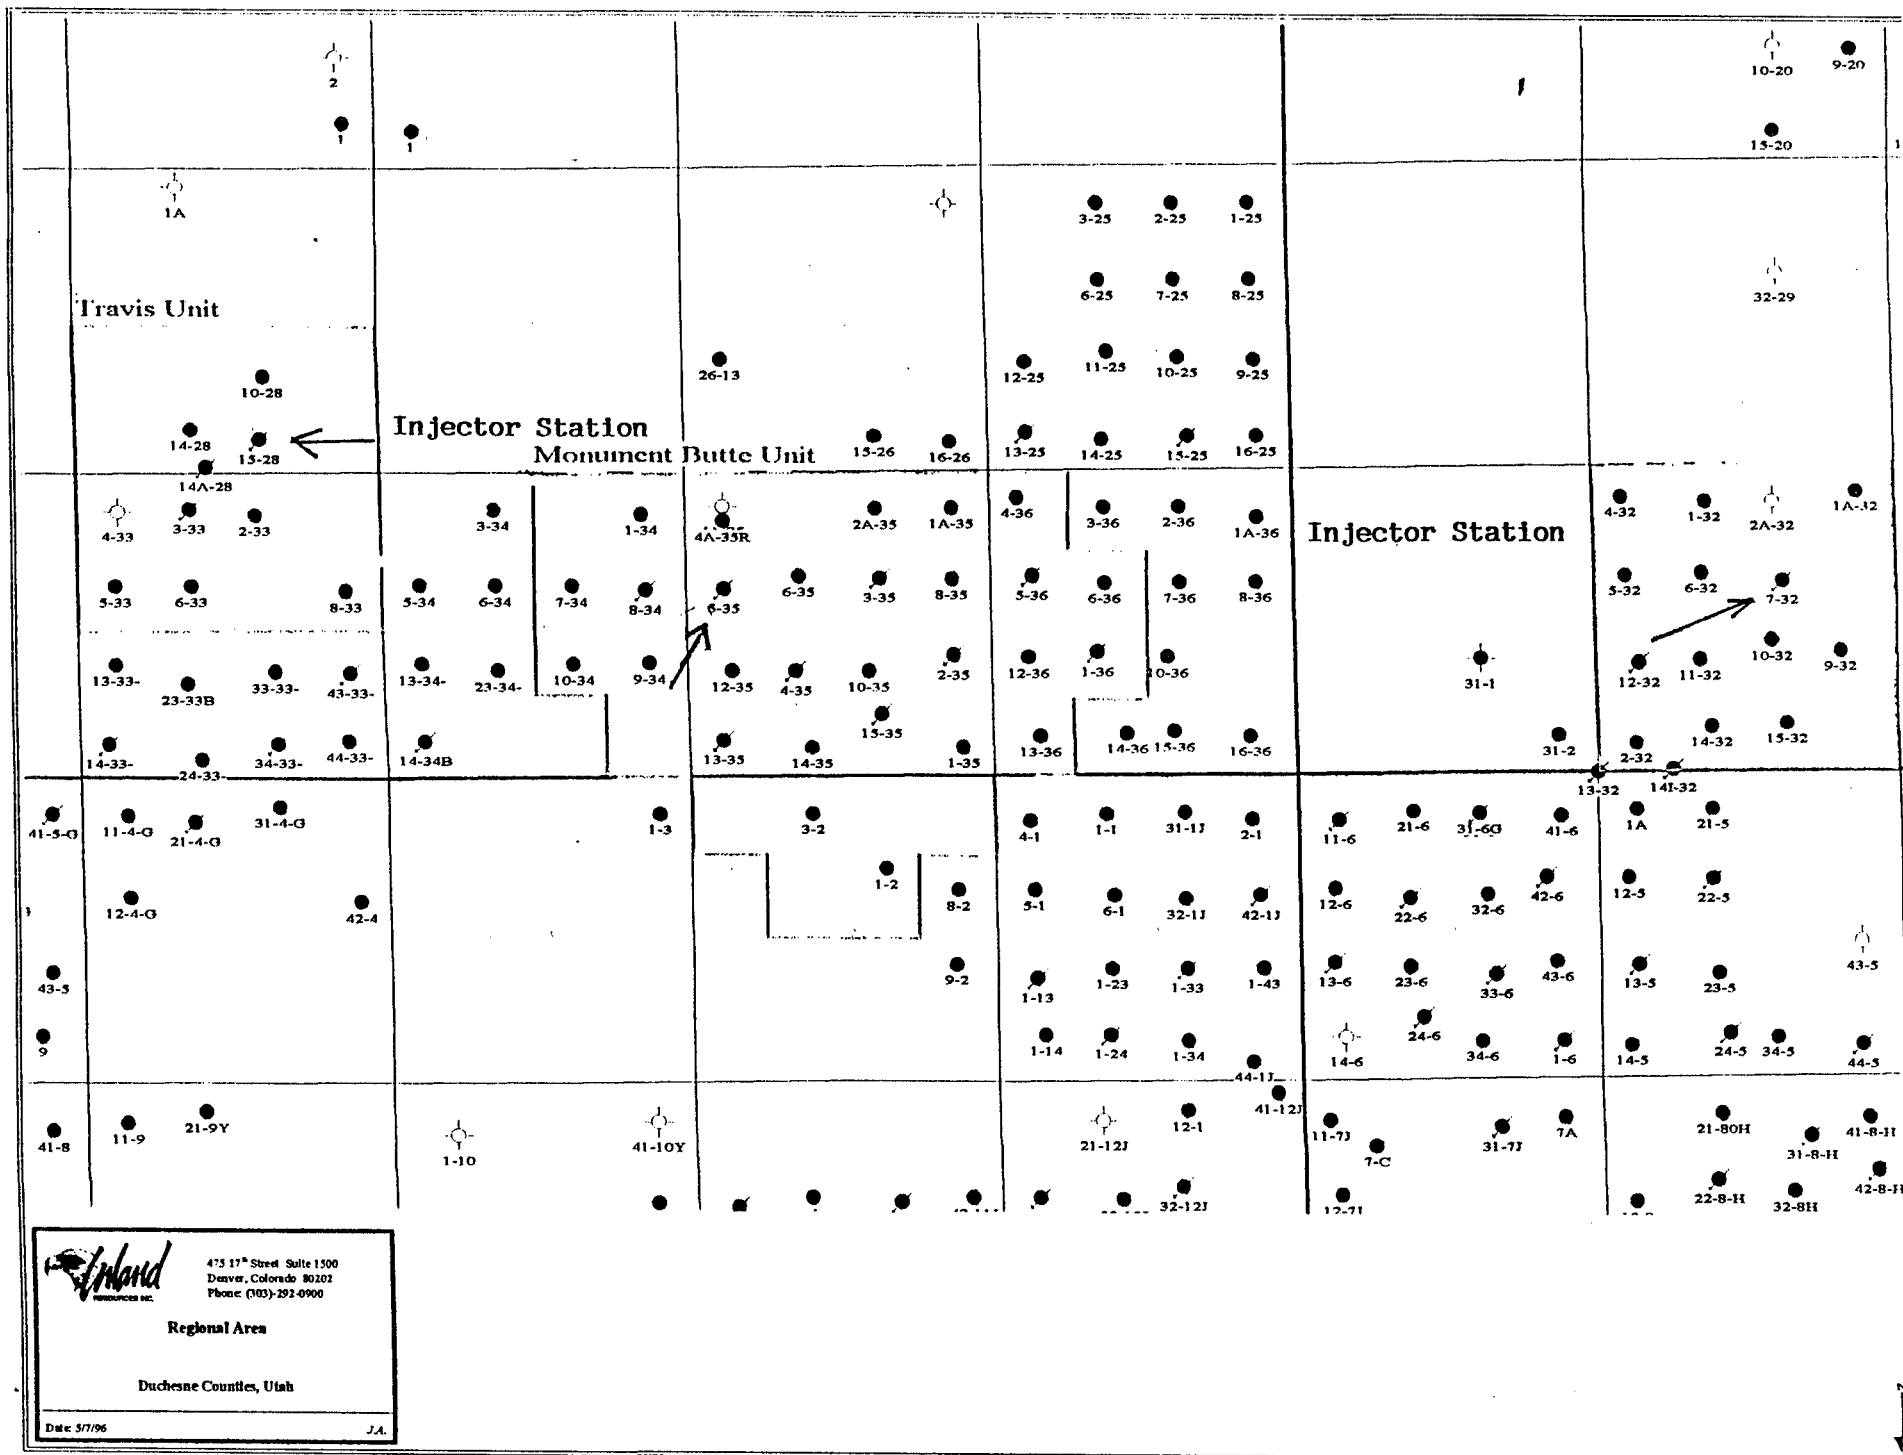 2
10-20 9-20
1 1
15-20
1
1A
3-25 2-25 1-25
6-25 7-25 8-25
32-29
Travis Unit
26-13
12-25 11-25 10-25 9-25
10-28
Injector Station
14-28 15-28
Monument Butte Unit
15-26 16-26 13-25 14-25 15-25 16-25
14A-28
4-33 3-33 2-33 3-34 1-34 4A-35R 2A-35 1A-35 4-36 3-36 2-36 1A-36
Injector Station
4-32 1-32 2A-32 1A-32
5-33 6-33 8-33 5-34 6-34 7-34 8-34 6-35 3-35 8-35 5-36 6-36 7-36 8-36 5-32 6-32 7-32
13-33- 23-33B 33-33- 43-33- 13-34- 23-34- 10-34 9-34 12-35 4-35 10-35 2-35 12-36 1-36 10-36 31-1 12-32 11-32 10-32 9-32
14-33- 24-33- 34-33- 44-33- 14-34B 13-35 14-35 15-35 1-35 13-36 14-36 15-36 16-36 31-2 2-32 14-32 15-32
13-32 14I-32
41-5-G 11-4-G 21-4-G 31-4-G 1-3 3-2 4-1 1-1 31-1J 2-1 11-6 21-6 31-6G 41-6 1A 21-5
12-4-G 42-4 1-2 8-2 5-1 6-1 32-1J 42-1J 12-6 22-6 32-6 42-6 12-5 22-5
43-5 9-2 1-13 1-23 1-33 1-43 13-6 23-6 33-6 43-6 13-5 23-5 43-5
9 1-14 1-24 1-34 44-1J 14-6 24-6 34-6 1-6 14-5 24-5 34-5 44-5
41-8 11-9 21-9Y 1-10 41-10Y 21-12J 12-1 41-12J 11-7J 7-C 31-7J 7A 21-80H 31-8-H 41-8-H
32-12J 12-7J 22-8-H 32-8H 42-8-H
Inland
RESOURCES INC.
475 17th Street Suite 1500
Denver, Colorado 80202
Phone: (303)-292-0900
Regional Area
Duchesne Counties, Utah
Date: 5/7/96 J.A.